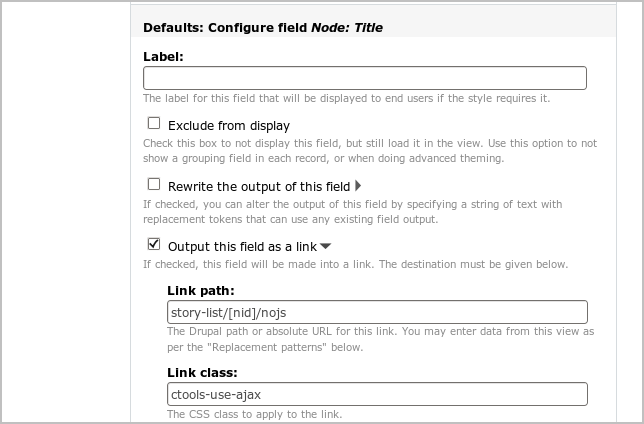 Defaults: Configure field Node: Title
Label:
The label for this field that will be displayed to end users if the style requires it.
Exclude from display
Check this box to not display this field, but still load it in the view. Use this option to not
show a grouping field in each record, or when doing advanced theming.
Rewrite the output of this field
If checked, you can alter the output of this field by specifying a string of text with
replacement tokens that can use any existing field output.
Output this field as a link
If checked, this field will be made into a link. The destination must be given below.
Link path:
story-list/[nid]/nojs
The Drupal path or absolute URL for this link. You may enter data from this view as
per the "Replacement patterns" below.
Link class:
ctools-use-ajax
The CSS class to apply to the link.